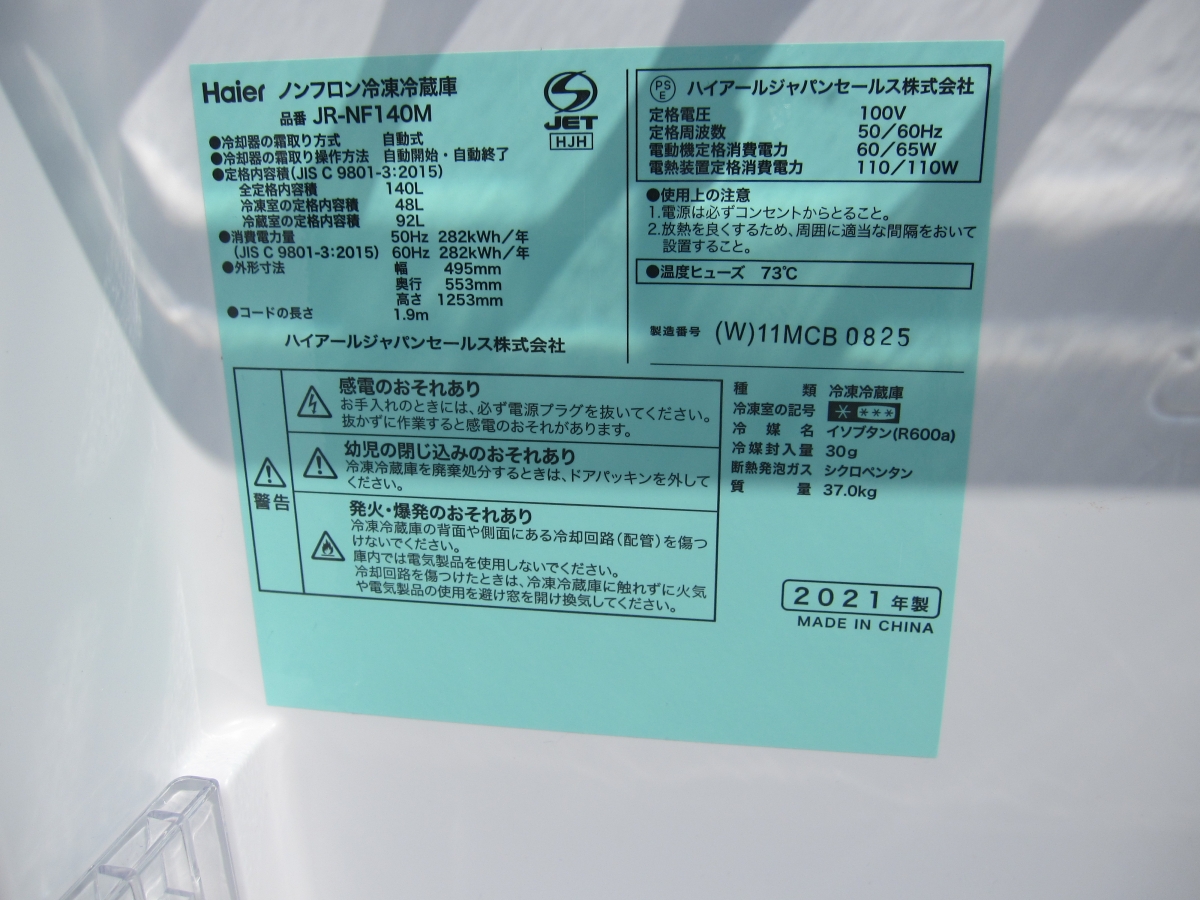 Haier ノンフロン冷凍冷蔵庫
品番 JR-NF140M
JET
HJH
●冷却器の霜取り方式 自動式
●冷却器の霜取り操作方法 自動開始・自動終了
●定格内容積(JIS C 9801-3:2015)
全定格内容積 140L
冷凍室の定格内容積 48L
冷蔵室の定格内容積 92L
●消費電力量 50Hz 282kWh/年
(JIS C 9801-3:2015) 60Hz 282kWh/年
●外形寸法 幅 495mm
奥行 553mm
高さ 1253mm
●コードの長さ 1.9m
ハイアールジャパンセールス株式会社
PS
E
ハイアールジャパンセールス株式会社
定格電圧 100V
定格周波数 50/60Hz
電動機定格消費電力 60/65W
電熱装置定格消費電力 110/110W
●使用上の注意
1.電源は必ずコンセントからとること。
2.放熱を良くするため、周囲に適当な間隔をおいて
設置すること。
●温度ヒューズ 73℃
製造番号 (W)11MCB0825
警告
感電のおそれあり
お手入れのときには、必ず電源プラグを抜いてください。
抜かずに作業すると感電のおそれがあります。
幼児の閉じ込みのおそれあり
冷凍冷蔵庫を廃棄処分するときは、ドアパッキンを外して
ください。
発火・爆発のおそれあり
冷凍冷蔵庫の背面や側面にある冷却回路(配管)を傷つ
けないでください。
庫内では電気製品を使用しないでください。
冷却回路を傷つけたときは、冷凍冷蔵庫に触れずに火気
や電気製品の使用を避け窓を開け換気してください。
種類 冷凍冷蔵庫
冷凍室の記号 * ***
冷媒名 イソブタン(R600a)
冷媒封入量 30g
断熱発泡ガス シクロペンタン
質量 37.0kg
2021年製
MADE IN CHINA